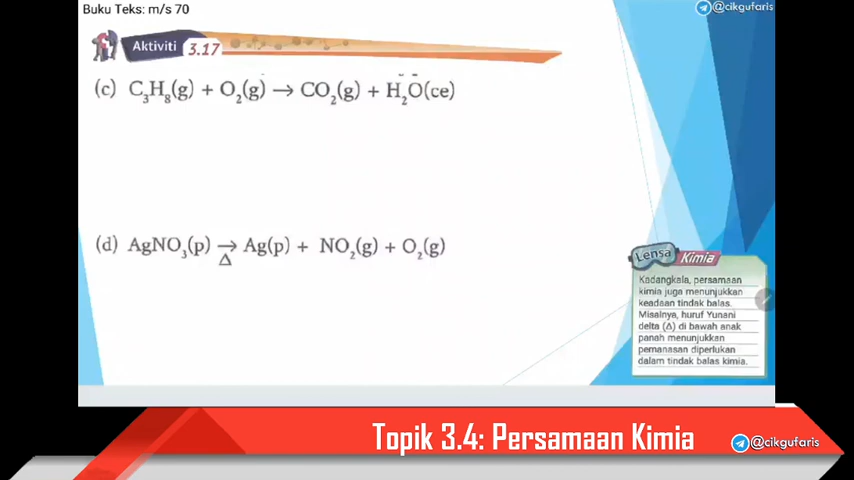 Buku Teks: m/s 70
@cikgufaris
Aktiviti 3.17
(c) C₃H₈(g) + O₂(g) → CO₂(g) + H₂O(ce)
(d) AgNO₃(p) → Ag(p) + NO₂(g) + O₂(g)
Δ
Lensa Kimia
Kadangkala, persamaan
kimia juga menunjukkan
keadaan tindak balas.
Misalnya, huruf Yunani
delta (Δ) di bawah anak
panah menunjukkan
pemanasan diperlukan
dalam tindak balas kimia.
Topik 3.4: Persamaan Kimia
@cikgufaris